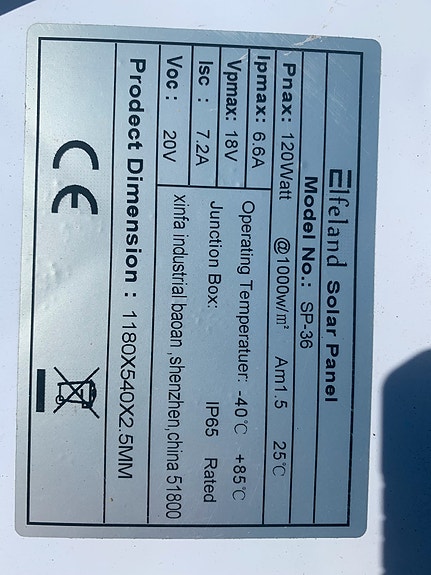 Elfeland Solar Panel
Model No.: SP-36
Pnax: 120Watt @1000w/m² Am1.5 25℃
Ipmax: 6.6A
Vpmax: 18V
Isc : 7.2A
Voc : 20V
Operating Temperatuer: -40℃ +85℃
Junction Box: IP65 Rated
xinfa industrial baoan ,shenzhen,china 51800
Prodect Dimension : 1180X540X2.5MM
CE